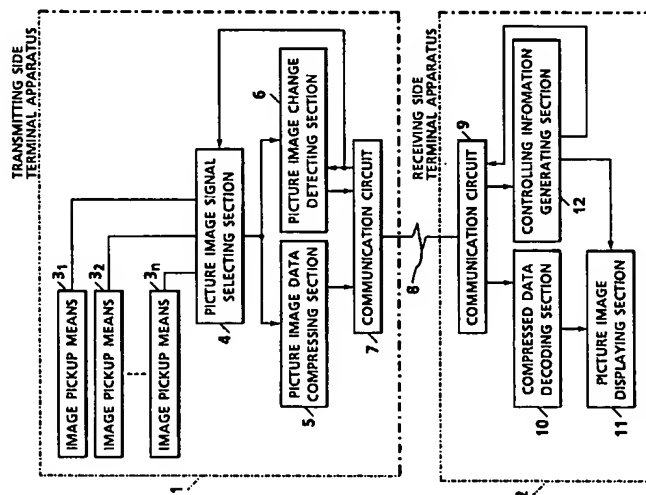 TRANSMITTING SIDE
TERMINAL APPARATUS
1
3₁
IMAGE PICKUP MEANS
3₂
IMAGE PICKUP MEANS
3n
IMAGE PICKUP MEANS
PICTURE IMAGE SIGNAL
SELECTING SECTION
4
PICTURE IMAGE DATA
COMPRESSING SECTION
5
6
PICTURE IMAGE CHANGE
DETECTING SECTION
COMMUNICATION CIRCUIT
7
8
RECEIVING SIDE
TERMINAL APPARATUS
2
COMMUNICATION CIRCUIT
9
COMPRESSED DATA
DECODING SECTION
10
CONTROLLING INFOMATION
GENERATING SECTION
12
PICTURE IMAGE
DISPLAYING SECTION
11